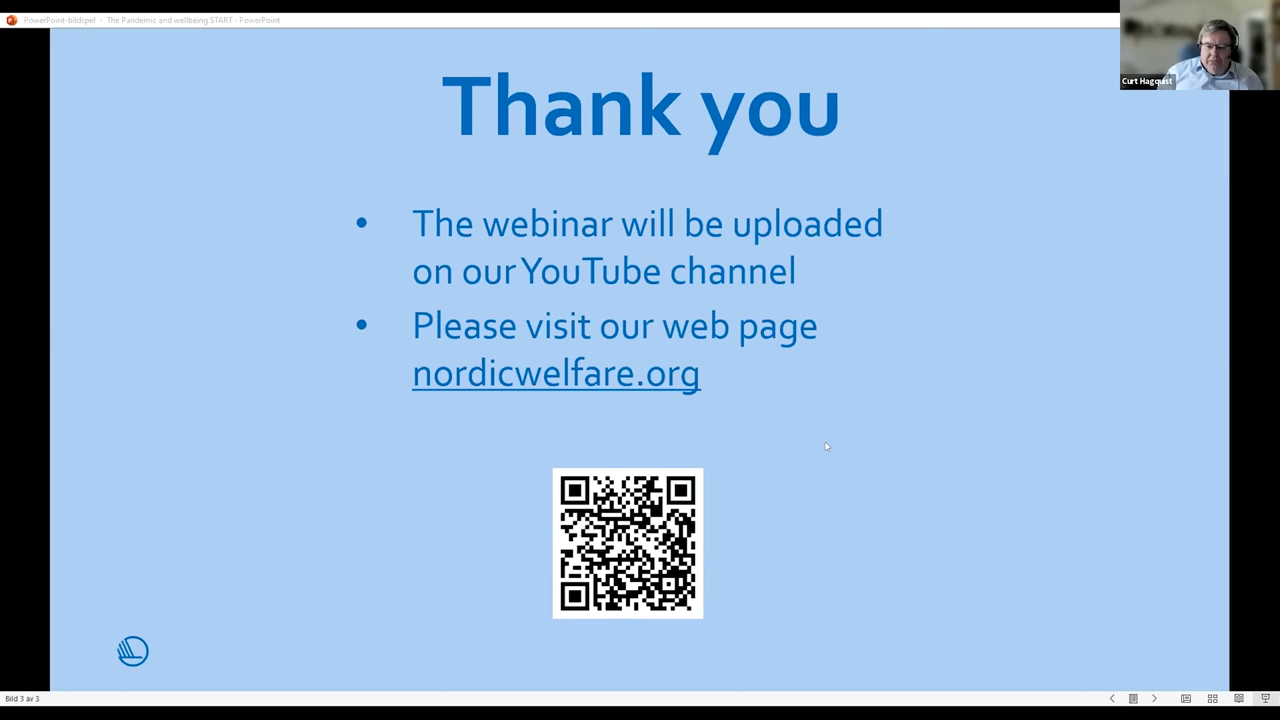 PowerPoint-bildspel - The Pandemic and wellbeing START - PowerPoint
Curt Hagquist
Thank you
• The webinar will be uploaded
on our YouTube channel
• Please visit our web page
nordicwelfare.org
Bild 3 av 3